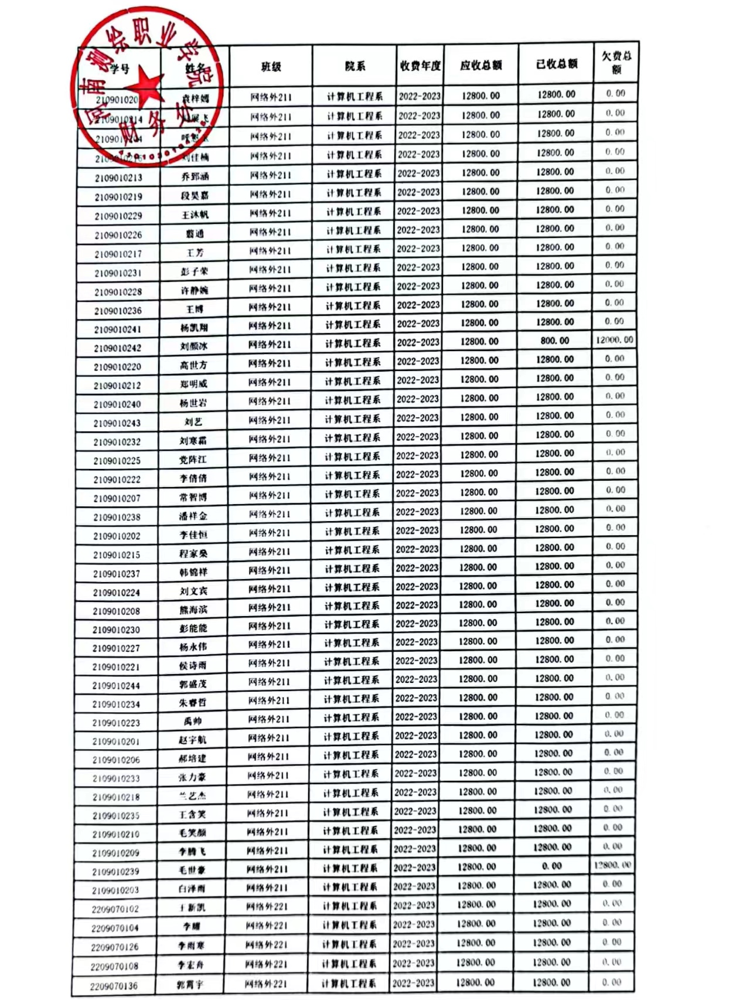 河南测绘职业学院
财务处
学号 姓名 班级 院系 收费年度 应收总额 已收总额 欠费总额
袁梓嫣 网络外211 计算机工程系 2022-2023 12800.00 12800.00 0.00
2109010214 展飞 网络外211 计算机工程系 2022-2023 12800.00 12800.00 0.00
2109010204 网络外211 计算机工程系 2022-2023 12800.00 12800.00 0.00
2109010216 刘佳楠 网络外211 计算机工程系 2022-2023 12800.00 12800.00 0.00
2109010213 乔郅涵 网络外211 计算机工程系 2022-2023 12800.00 12800.00 0.00
2109010219 段昊嘉 网络外211 计算机工程系 2022-2023 12800.00 12800.00 0.00
2109010229 王沐帆 网络外211 计算机工程系 2022-2023 12800.00 12800.00 0.00
2109010226 翦通 网络外211 计算机工程系 2022-2023 12800.00 12800.00 0.00
2109010217 王芳 网络外211 计算机工程系 2022-2023 12800.00 12800.00 0.00
2109010231 彭子荣 网络外211 计算机工程系 2022-2023 12800.00 12800.00 0.00
2109010228 许静婉 网络外211 计算机工程系 2022-2023 12800.00 12800.00 0.00
2109010236 王博 网络外211 计算机工程系 2022-2023 12800.00 12800.00 0.00
2109010241 杨凯翔 网络外211 计算机工程系 2022-2023 12800.00 12800.00 0.00
2109010242 刘颜冰 网络外211 计算机工程系 2022-2023 12800.00 800.00 12000.00
2109010220 高世方 网络外211 计算机工程系 2022-2023 12800.00 12800.00 0.00
2109010212 郑明威 网络外211 计算机工程系 2022-2023 12800.00 12800.00 0.00
2109010240 杨世岩 网络外211 计算机工程系 2022-2023 12800.00 12800.00 0.00
2109010243 刘艺 网络外211 计算机工程系 2022-2023 12800.00 12800.00 0.00
2109010232 刘寒霜 网络外211 计算机工程系 2022-2023 12800.00 12800.00 0.00
2109010225 党阵江 网络外211 计算机工程系 2022-2023 12800.00 12800.00 0.00
2109010222 李倩倩 网络外211 计算机工程系 2022-2023 12800.00 12800.00 0.00
2109010207 常智博 网络外211 计算机工程系 2022-2023 12800.00 12800.00 0.00
2109010238 潘祥金 网络外211 计算机工程系 2022-2023 12800.00 12800.00 0.00
2109010202 李佳恒 网络外211 计算机工程系 2022-2023 12800.00 12800.00 0.00
2109010215 程家燊 网络外211 计算机工程系 2022-2023 12800.00 12800.00 0.00
2109010237 韩锦祥 网络外211 计算机工程系 2022-2023 12800.00 12800.00 0.00
2109010224 刘文宾 网络外211 计算机工程系 2022-2023 12800.00 12800.00 0.00
2109010208 熊海滨 网络外211 计算机工程系 2022-2023 12800.00 12800.00 0.00
2109010230 彭能能 网络外211 计算机工程系 2022-2023 12800.00 12800.00 0.00
2109010227 杨永伟 网络外211 计算机工程系 2022-2023 12800.00 12800.00 0.00
2109010221 侯诗雨 网络外211 计算机工程系 2022-2023 12800.00 12800.00 0.00
2109010244 郭盛茂 网络外211 计算机工程系 2022-2023 12800.00 12800.00 0.00
2109010234 朱睿哲 网络外211 计算机工程系 2022-2023 12800.00 12800.00 0.00
2109010223 禹帅 网络外211 计算机工程系 2022-2023 12800.00 12800.00 0.00
2109010201 赵宇航 网络外211 计算机工程系 2022-2023 12800.00 12800.00 0.00
2109010206 郝培建 网络外211 计算机工程系 2022-2023 12800.00 12800.00 0.00
2109010233 张力豪 网络外211 计算机工程系 2022-2023 12800.00 12800.00 0.00
2109010218 兰艺杰 网络外211 计算机工程系 2022-2023 12800.00 12800.00 0.00
2109010235 王含笑 网络外211 计算机工程系 2022-2023 12800.00 12800.00 0.00
2109010210 毛笑颜 网络外211 计算机工程系 2022-2023 12800.00 12800.00 0.00
2109010209 李腾飞 网络外211 计算机工程系 2022-2023 12800.00 12800.00 0.00
2109010239 毛世豪 网络外211 计算机工程系 2022-2023 12800.00 0.00 12800.00
2109010203 白泽雨 网络外211 计算机工程系 2022-2023 12800.00 12800.00 0.00
2209070102 王新凯 网络外221 计算机工程系 2022-2023 12800.00 12800.00 0.00
2209070104 李耀 网络外221 计算机工程系 2022-2023 12800.00 12800.00 0.00
2209070126 李雨寒 网络外221 计算机工程系 2022-2023 12800.00 12800.00 0.00
2209070108 李宏舟 网络外221 计算机工程系 2022-2023 12800.00 12800.00 0.00
2209070136 郭霄宇 网络外221 计算机工程系 2022-2023 12800.00 12800.00 0.00